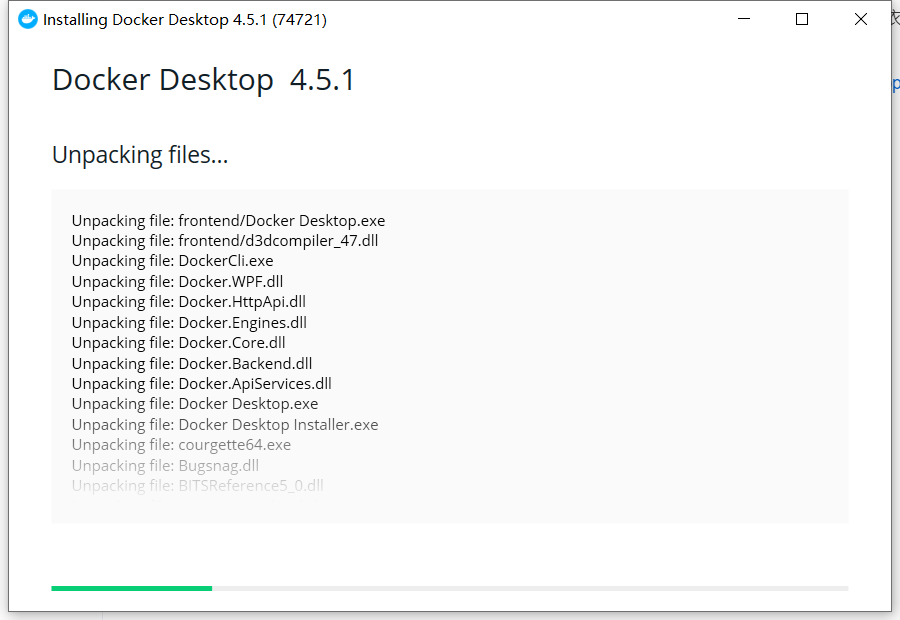 Installing Docker Desktop 4.5.1 (74721)
Docker Desktop 4.5.1
Unpacking files...
Unpacking file: frontend/Docker Desktop.exe
Unpacking file: frontend/d3dcompiler_47.dll
Unpacking file: DockerCli.exe
Unpacking file: Docker.WPF.dll
Unpacking file: Docker.HttpApi.dll
Unpacking file: Docker.Engines.dll
Unpacking file: Docker.Core.dll
Unpacking file: Docker.Backend.dll
Unpacking file: Docker.ApiServices.dll
Unpacking file: Docker Desktop.exe
Unpacking file: Docker Desktop Installer.exe
Unpacking file: courgette64.exe
Unpacking file: Bugsnag.dll
Unpacking file: BITSReference5_0.dll